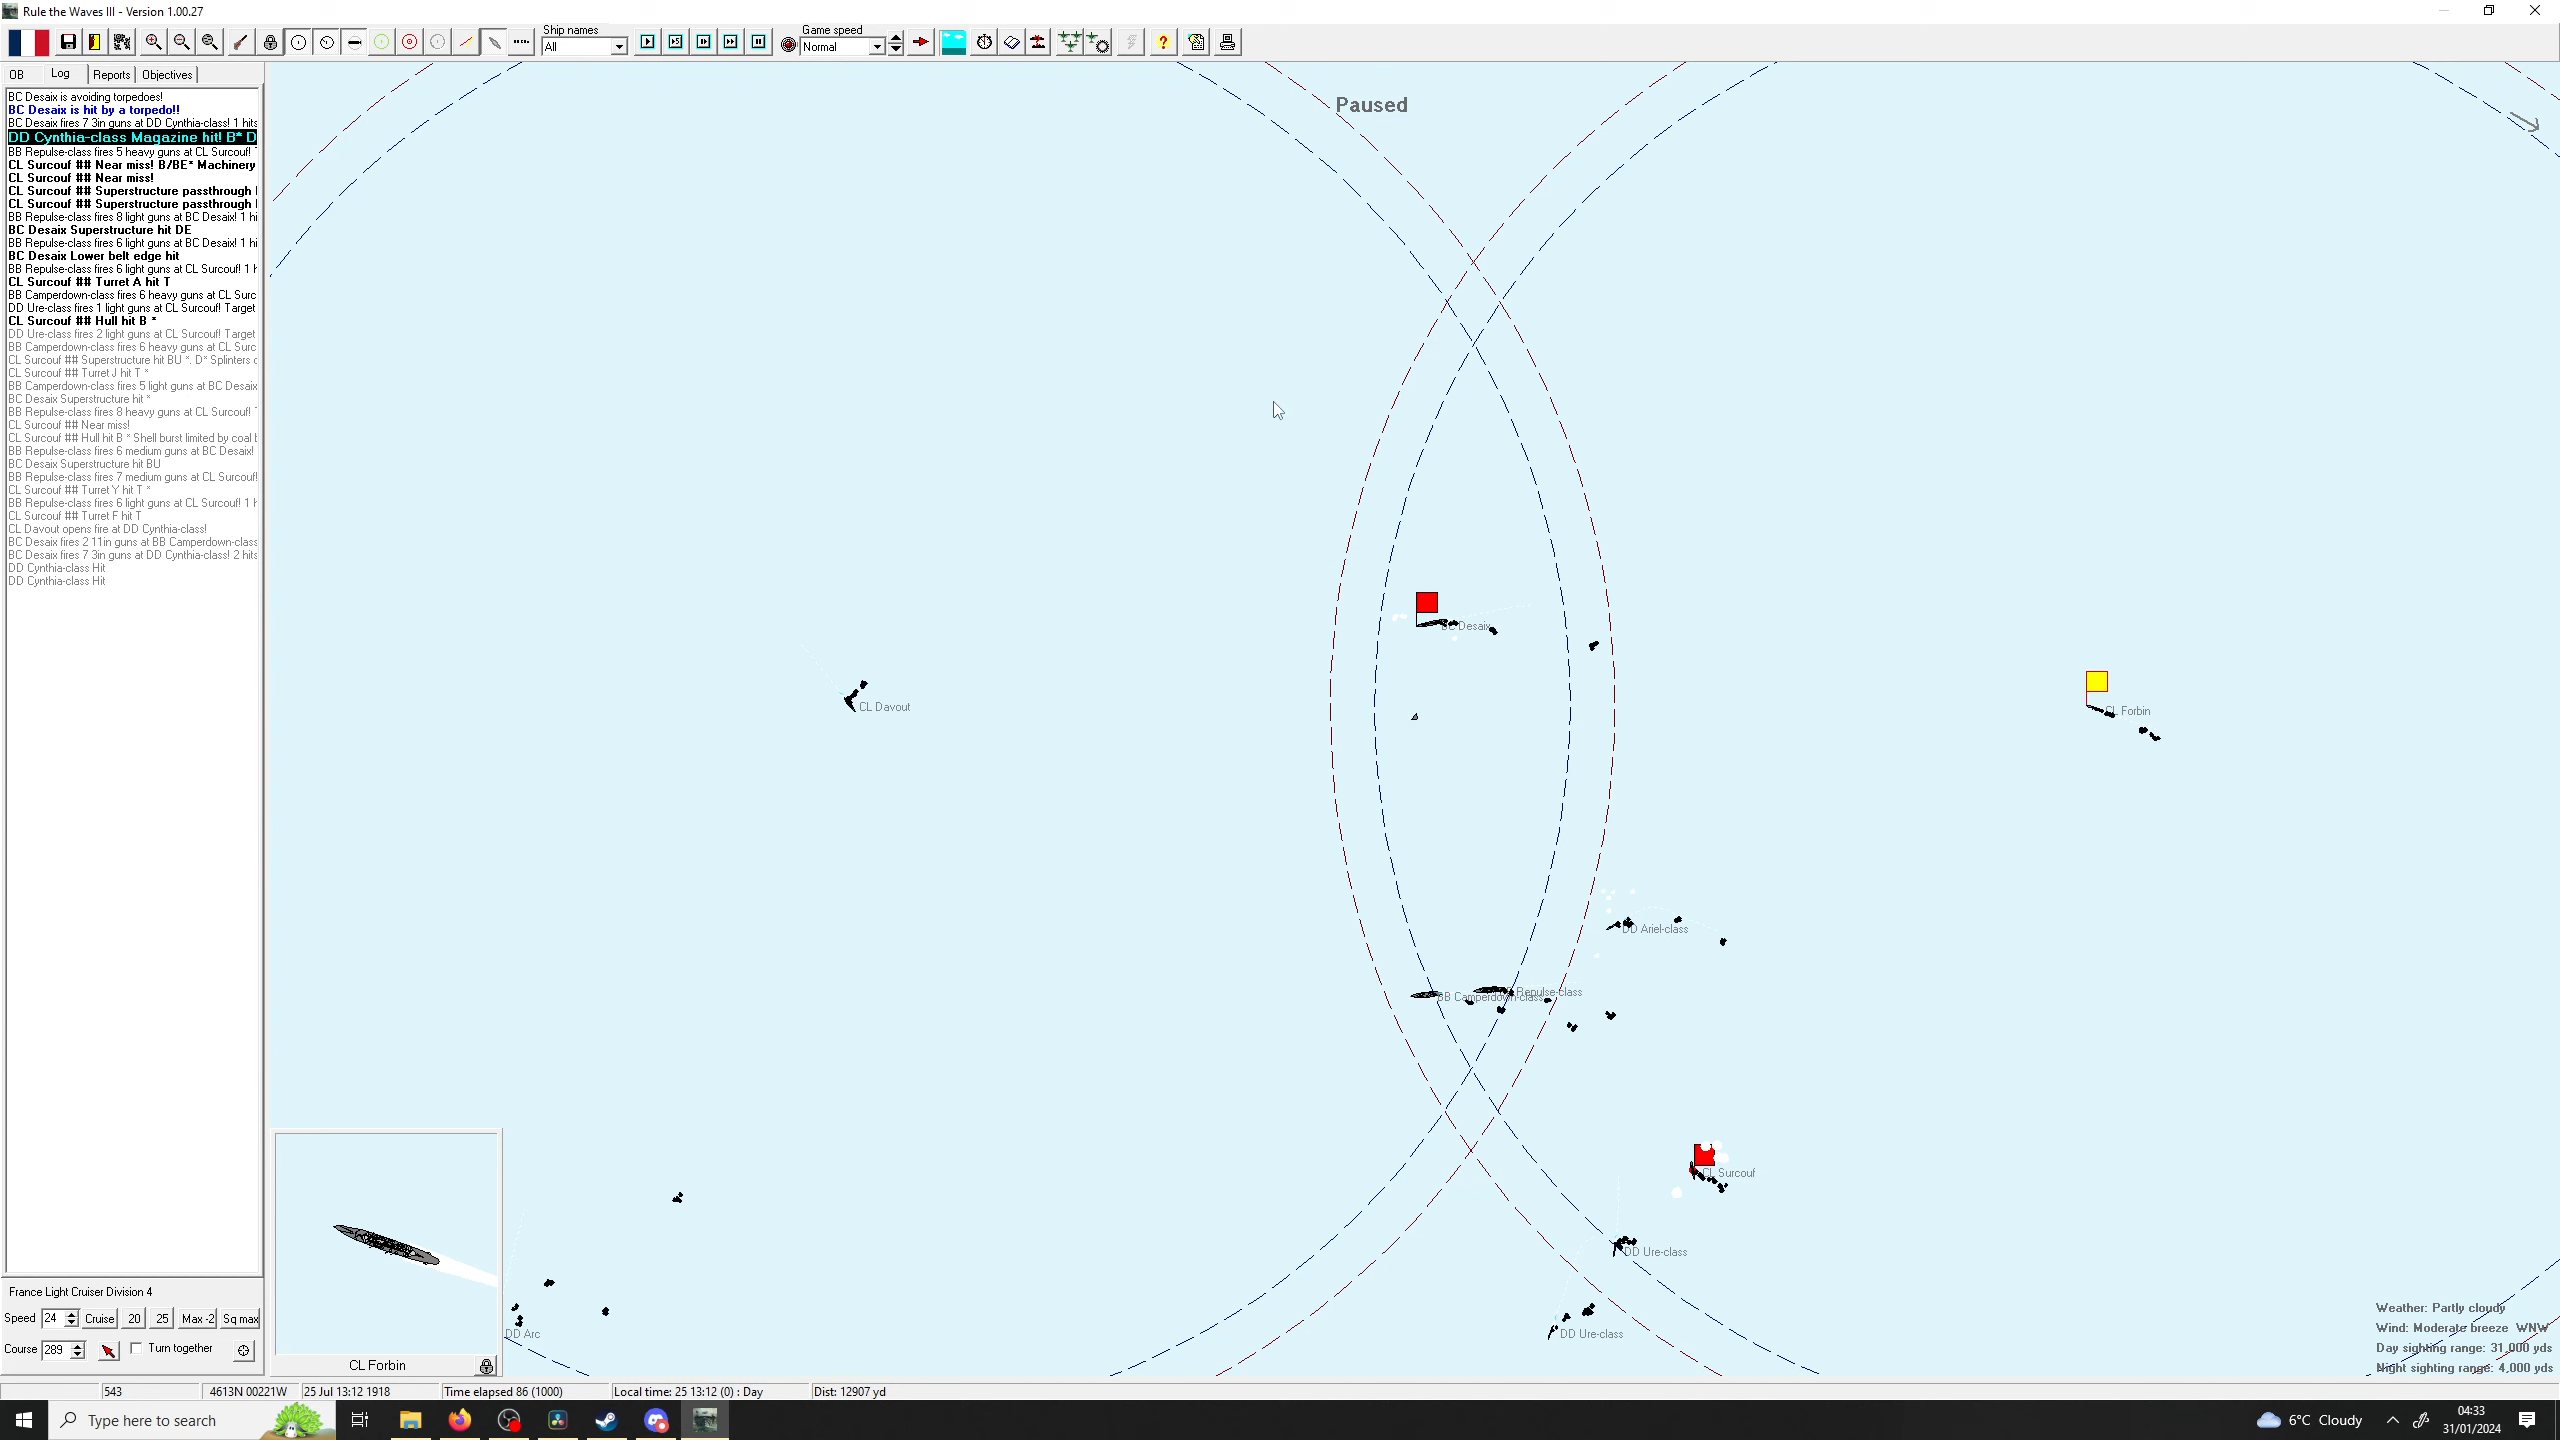 Rule the Waves III - Version 1.00.27
Ship names
All
Game speed
Normal
OB
Log
Reports
Objectives
BC Desaix is avoiding torpedoes!
BC Desaix is hit by a torpedo!!
BC Desaix fires 7 3in guns at DD Cynthia-class! 1 hits
DD Cynthia-class Magazine hit! B* D
BB Repulse-class fires 5 heavy guns at CL Surcouf!
CL Surcouf ## Near miss! B/BE* Machinery
CL Surcouf ## Near miss!
CL Surcouf ## Superstructure passthrough
CL Surcouf ## Superstructure passthrough
BB Repulse-class fires 8 light guns at BC Desaix! 1 hi
BC Desaix Superstructure hit DE
BB Repulse-class fires 6 light guns at BC Desaix! 1 hi
BC Desaix Lower belt edge hit
BB Repulse-class fires 6 light guns at CL Surcouf! 1 h
CL Surcouf ## Turret A hit T
BB Camperdown-class fires 6 heavy guns at CL Surc
DD Ure-class fires 1 light guns at CL Surcouf! Target
CL Surcouf ## Hull hit B *
DD Ure-class fires 2 light guns at CL Surcouf! Target
BB Camperdown-class fires 6 heavy guns at CL Surc
CL Surcouf ## Superstructure hit BU *. D* Splinters
CL Surcouf ## Turret J hit T *
BB Camperdown-class fires 5 light guns at BC Desaix
BC Desaix Superstructure hit *
BB Repulse-class fires 8 heavy guns at CL Surcouf!
CL Surcouf ## Near miss!
CL Surcouf ## Hull hit B * Shell burst limited by coal
BB Repulse-class fires 6 medium guns at BC Desaix!
BC Desaix Superstructure hit BU
BB Repulse-class fires 7 medium guns at CL Surcouf!
CL Surcouf ## Turret Y hit T *
BB Repulse-class fires 6 light guns at CL Surcouf! 1 h
CL Surcouf ## Turret F hit T
CL Davout opens fire at DD Cynthia-class!
BC Desaix fires 2 11in guns at BB Camperdown-class
BC Desaix fires 7 3in guns at DD Cynthia-class! 2 hits
DD Cynthia-class Hit
DD Cynthia-class Hit
Paused
BC Desaix
CL Davout
CL Forbin
DD Ariel-class
BB Camperdown-class
Repulse-class
CL Surcouf
DD Ure-class
DD Ure-class
DD Arc
CL Forbin
France Light Cruiser Division 4
Speed 24 Cruise 20 25 Max -2 Sq max
Course 289 Turn together
Weather: Partly cloudy
Wind: Moderate breeze WNW
Day sighting range: 31,000 yds
Night sighting range: 4,000 yds
543
4613N 00221W
25 Jul 13:12 1918
Time elapsed 86 (1000)
Local time: 25 13:12 (0) : Day
Dist: 12907 yd
Type here to search
6°C Cloudy
04:33
31/01/2024